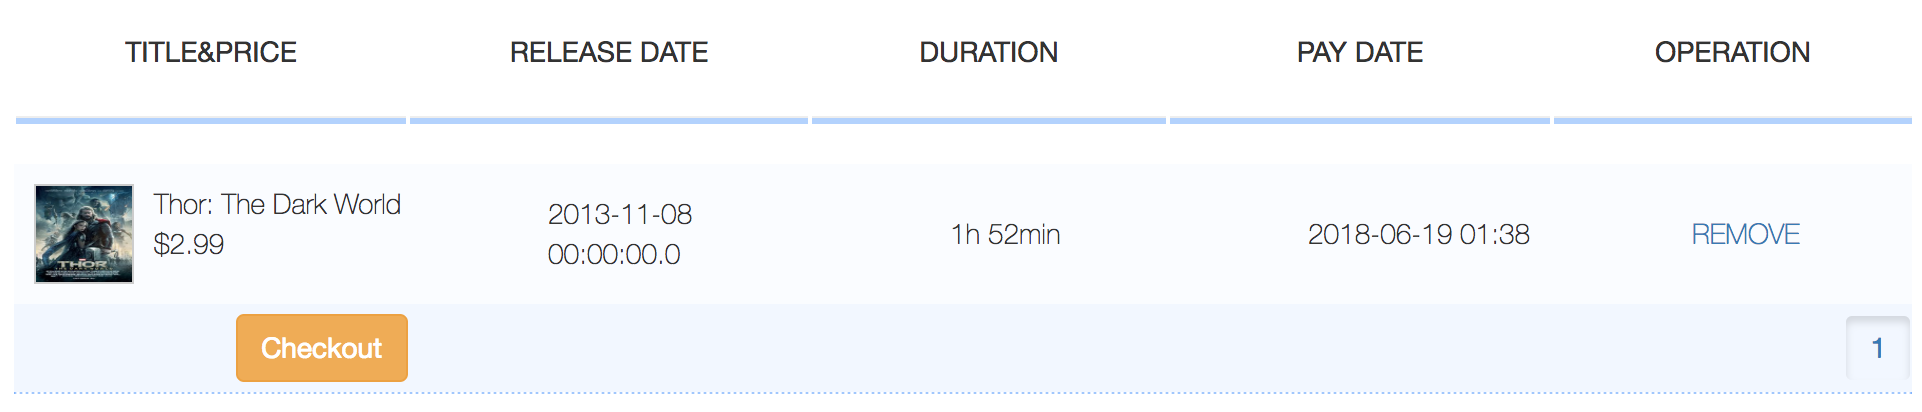 TITLE&PRICE RELEASE DATE DURATION PAY DATE OPERATION
Thor: The Dark World
$2.99
2013-11-08
00:00:00.0
1h 52min
2018-06-19 01:38
REMOVE
THOR
Checkout
1